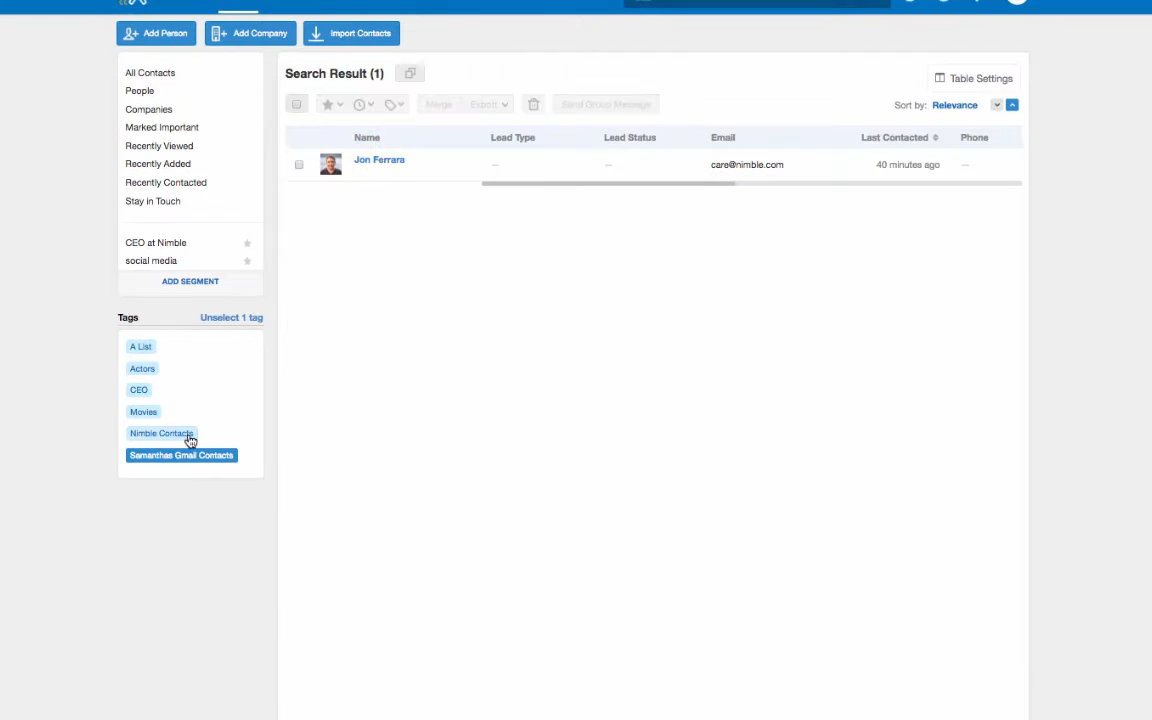 Add Person
Add Company
Import Contacts
All Contacts
People
Companies
Marked Important
Recently Viewed
Recently Added
Recently Contacted
Stay in Touch
CEO at Nimble
social media
ADD SEGMENT
Tags
Unselect 1 tag
A List
Actors
CEO
Movies
Nimble Contacts
Samanthas Gmail Contacts
Search Result (1)
Table Settings
Merge
Export
Send Group Message
Sort by: Relevance
Name Lead Type Lead Status Email Last Contacted Phone
Jon Ferrara — — care@nimble.com 40 minutes ago —